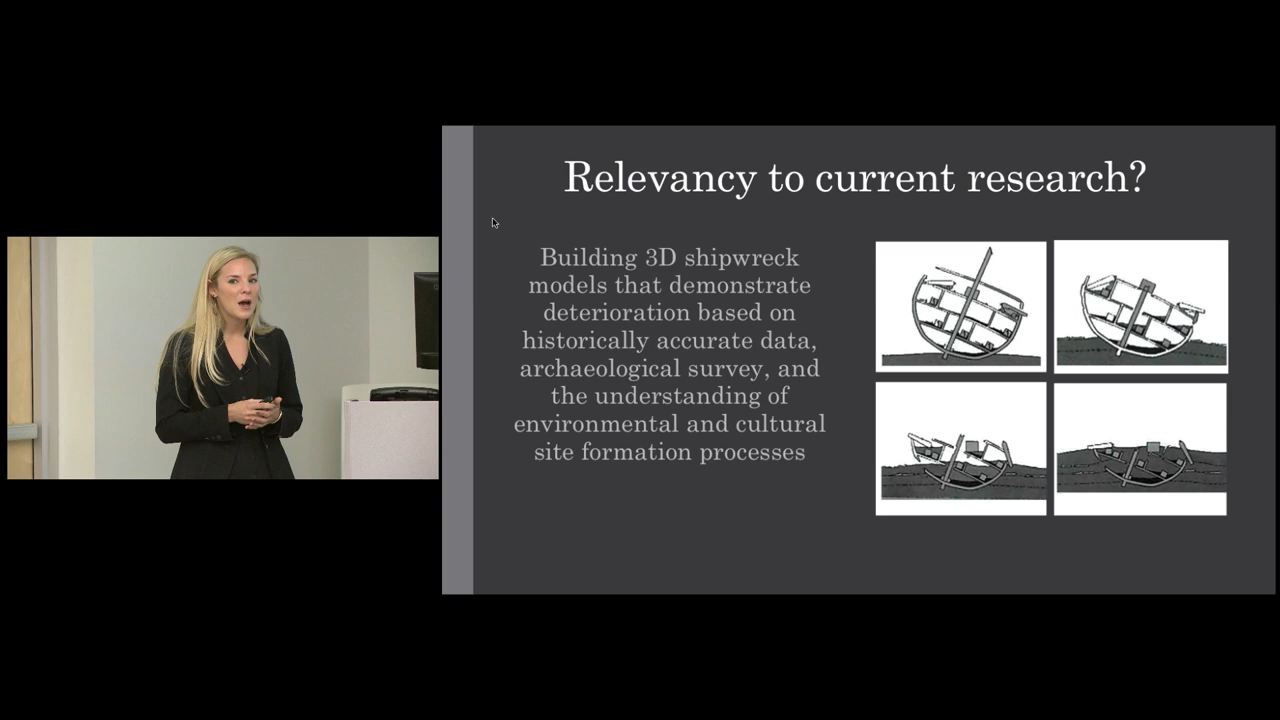 Relevancy to current research?
Building 3D shipwreck
models that demonstrate
deterioration based on
historically accurate data,
archaeological survey, and
the understanding of
environmental and cultural
site formation processes